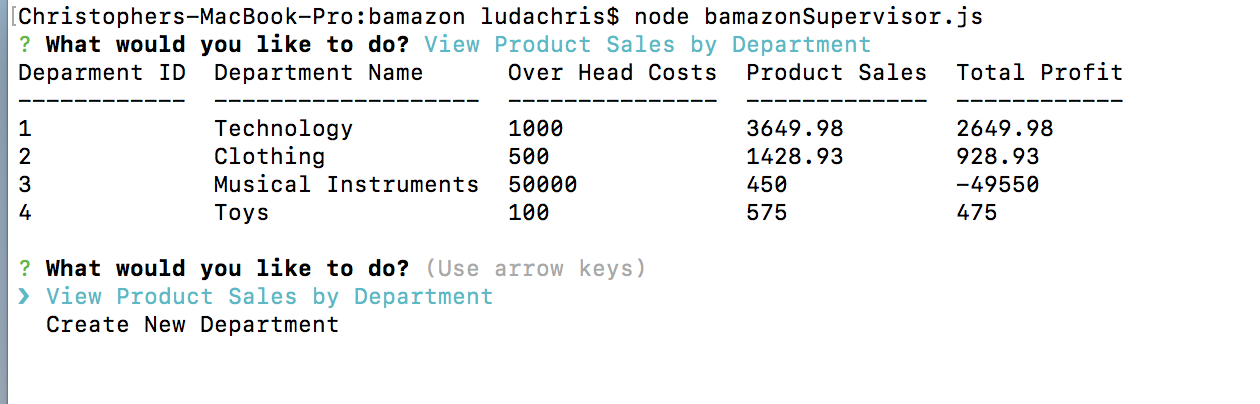 [Christophers-MacBook-Pro:bamazon ludachris$ node bamazonSupervisor.js
? What would you like to do? View Product Sales by Department
Deparment ID  Department Name      Over Head Costs  Product Sales  Total Profit
------------  -------------------  ---------------  -------------  ------------
1             Technology           1000             3649.98        2649.98
2             Clothing             500              1428.93        928.93
3             Musical Instruments  50000            450            -49550
4             Toys                 100              575            475
? What would you like to do? (Use arrow keys)
❯ View Product Sales by Department
  Create New Department